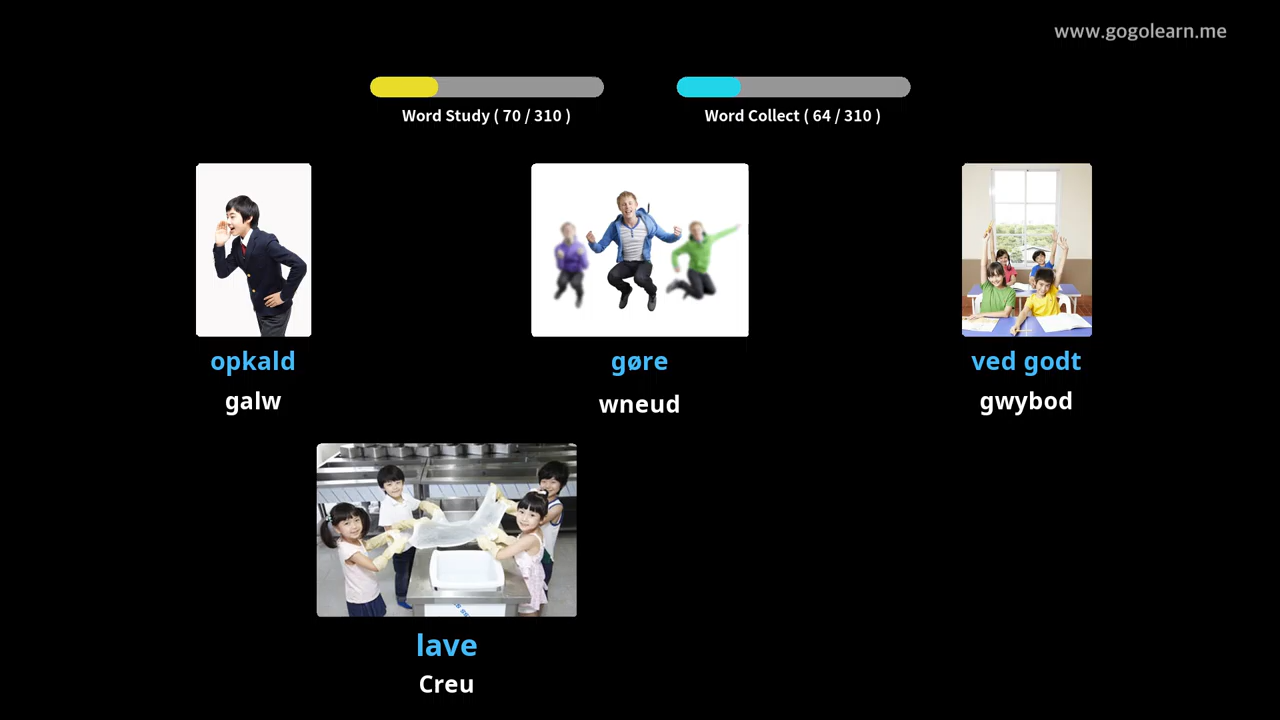 www.gogolearn.me
Word Study ( 70 / 310 )
Word Collect ( 64 / 310 )
opkald
galw
gøre
wneud
ved godt
gwybod
lave
Creu